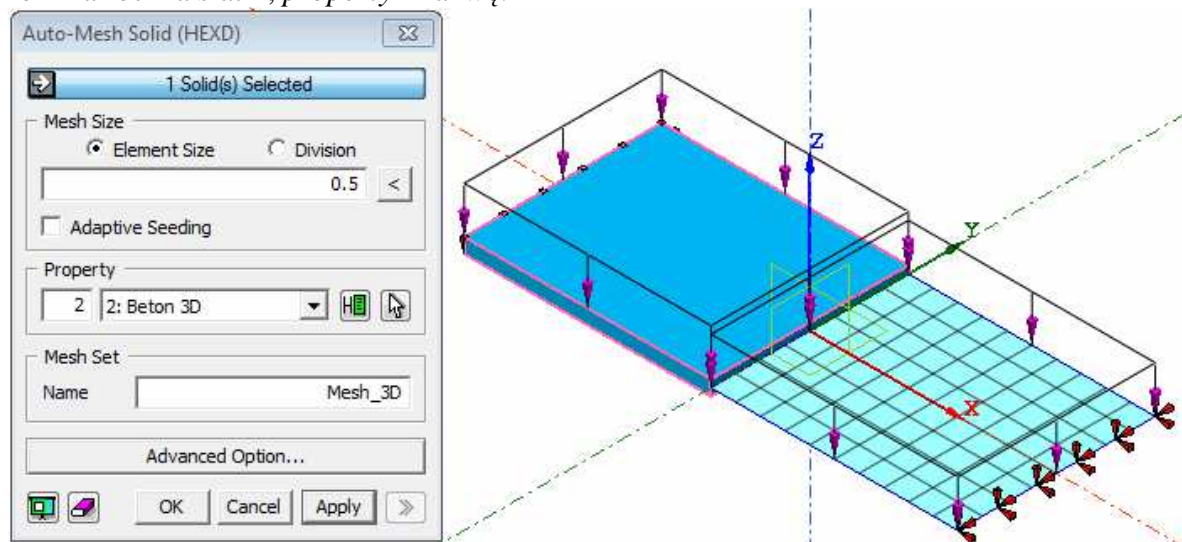 Auto-Mesh Solid (HEXD)
1 Solid(s) Selected
Mesh Size
Element Size Division
0.5 <
Adaptive Seeding
Property
2 2: Beton 3D
Mesh Set
Name Mesh_3D
Advanced Option...
OK Cancel Apply >>
Z
Y
X